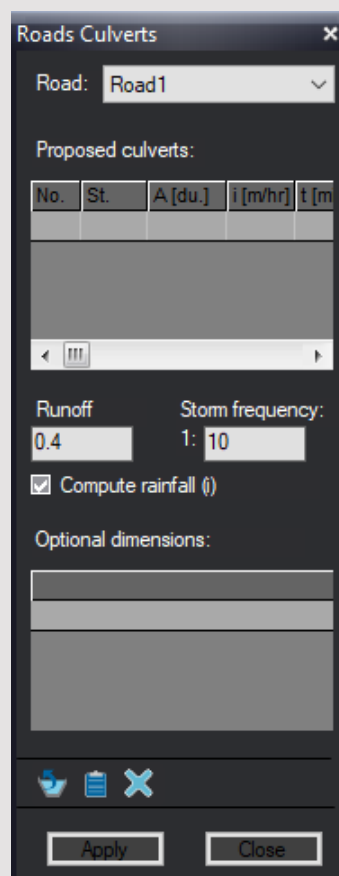 Roads Culverts
Road: Road1
Proposed culverts:
No. St. A [du.] i [m/hr] t [m
Runoff Storm frequency:
0.4 1: 10
Compute rainfall (i)
Optional dimensions:
Apply Close